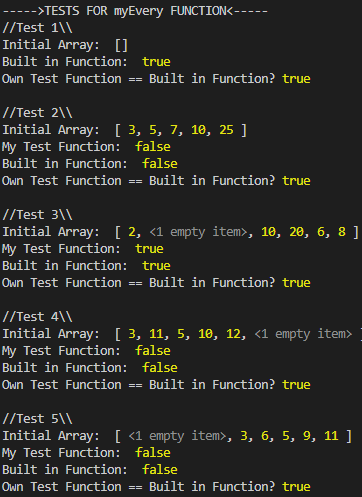 ----->TESTS FOR myEvery FUNCTION<-----
//Test 1\\
Initial Array:  []
Built in Function:  true
Own Test Function == Built in Function? true

//Test 2\\
Initial Array:  [ 3, 5, 7, 10, 25 ]
My Test Function:  false
Built in Function:  false
Own Test Function == Built in Function? true

//Test 3\\
Initial Array:  [ 2, <1 empty item>, 10, 20, 6, 8 ]
My Test Function:  true
Built in Function:  true
Own Test Function == Built in Function? true

//Test 4\\
Initial Array:  [ 3, 11, 5, 10, 12, <1 empty item> ]
My Test Function:  false
Built in Function:  false
Own Test Function == Built in Function? true

//Test 5\\
Initial Array:  [ <1 empty item>, 3, 6, 5, 9, 11 ]
My Test Function:  false
Built in Function:  false
Own Test Function == Built in Function? true